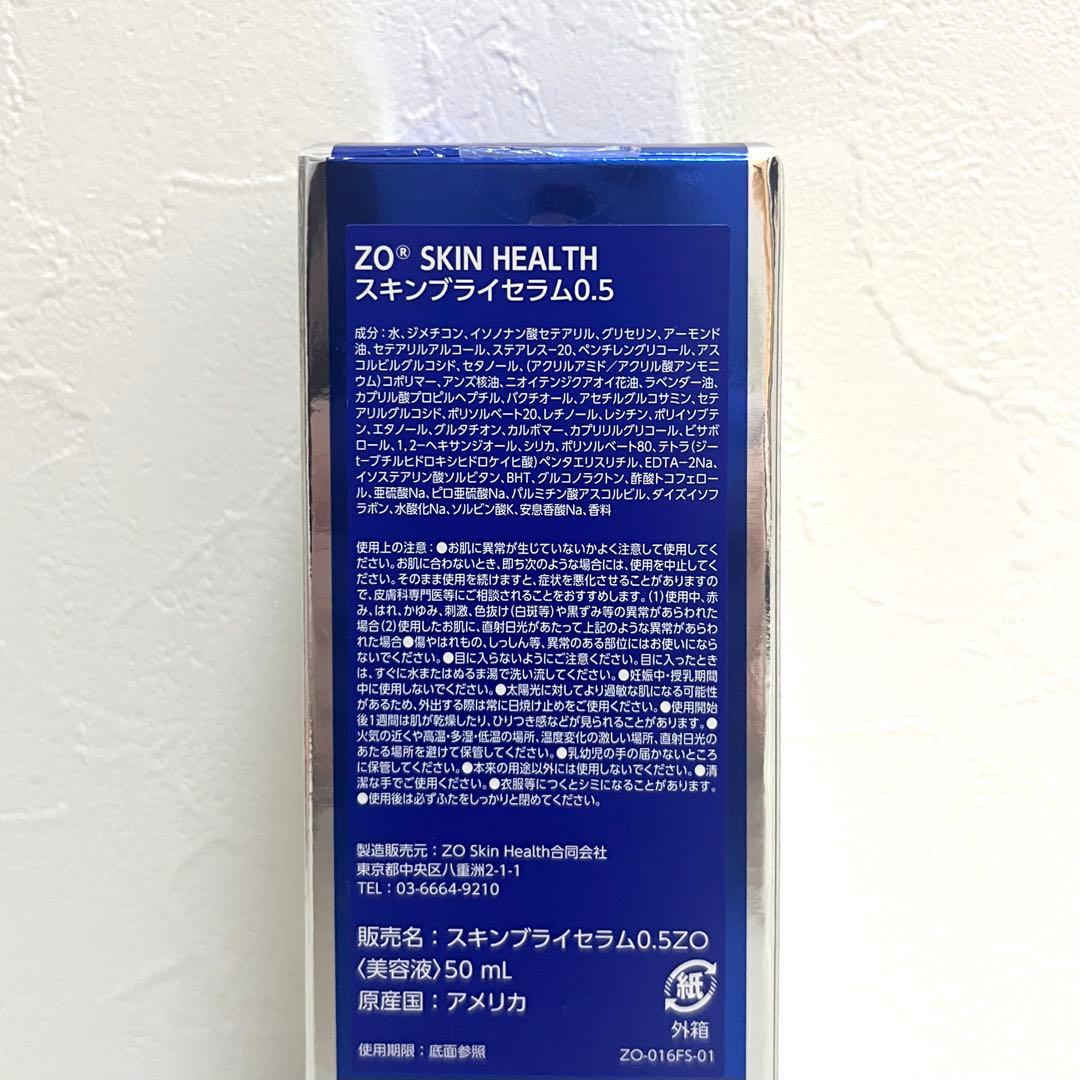 ZO® SKIN HEALTH
スキンブライセラム0.5
成分：水、ジメチコン、イソノナン酸セテアリル、グリセリン、アーモンド
油、セテアリルアルコール、ステアレス-20、ペンチレングリコール、アス
コルビルグルコシド、セタノール、(アクリルアミド／アクリル酸アンモニ
ウム)コポリマー、アンズ核油、ニオイテンジクアオイ花油、ラベンダー油、
カプリル酸プロピルヘプチル、バクチオール、アセチルグルコサミン、セテ
アリルグルコシド、ポリソルベート20、レチノール、レシチン、ポリイソブテ
ン、エタノール、グルタチオン、カルボマー、カプリリルグリコール、ビサボ
ロール、1,2-ヘキサンジオール、シリカ、ポリソルベート80、テトラ(ジー
t-ブチルヒドロキシヒドロケイヒ酸)ペンタエリスリチル、EDTA-2Na、
イソステアリン酸ソルビタン、BHT、グルコノラクトン、酢酸トコフェロー
ル、亜硫酸Na、ピロ亜硫酸Na、パルミチン酸アスコルビル、ダイズイソフ
ラボン、水酸化Na、ソルビン酸K、安息香酸Na、香料
使用上の注意：●お肌に異常が生じていないかよく注意して使用してく
ださい。お肌に合わないとき、即ち次のような場合には、使用を中止してく
ださい。そのまま使用を続けますと、症状を悪化させることがありますの
で、皮膚科専門医等にご相談されることをおすすめします。(1)使用中、赤
み、はれ、かゆみ、刺激、色抜け(白斑等)や黒ずみ等の異常があらわれた
場合(2)使用したお肌に、直射日光があたって上記のような異常があらわ
れた場合●傷やはれもの、しっしん等、異常のある部位にはお使いになら
ないでください。●目に入らないようにご注意ください。目に入ったとき
は、すぐに水またはぬるま湯で洗い流してください。●妊娠中・授乳期間
中に使用しないでください。●太陽光に対してより過敏な肌になる可能性
があるため、外出する際は常に日焼け止めをご使用ください。●使用開始
後1週間は肌が乾燥したり、ひりつき感などが見られることがあります。●
火気の近くや高温・多湿・低温の場所、温度変化の激しい場所、直射日光の
あたる場所を避けて保管してください。●乳幼児の手の届かないところ
に保管してください。●本来の用途以外には使用しないでください。●清
潔な手でご使用ください。●衣服等につくとシミになることがあります。
●使用後は必ずふたをしっかりと閉めてください。
製造販売元：ZO Skin Health合同会社
東京都中央区八重洲2-1-1
TEL：03-6664-9210
販売名：スキンブライセラム0.5ZO
〈美容液〉50 mL
原産国：アメリカ
紙
外箱
使用期限：底面参照
ZO-016FS-01